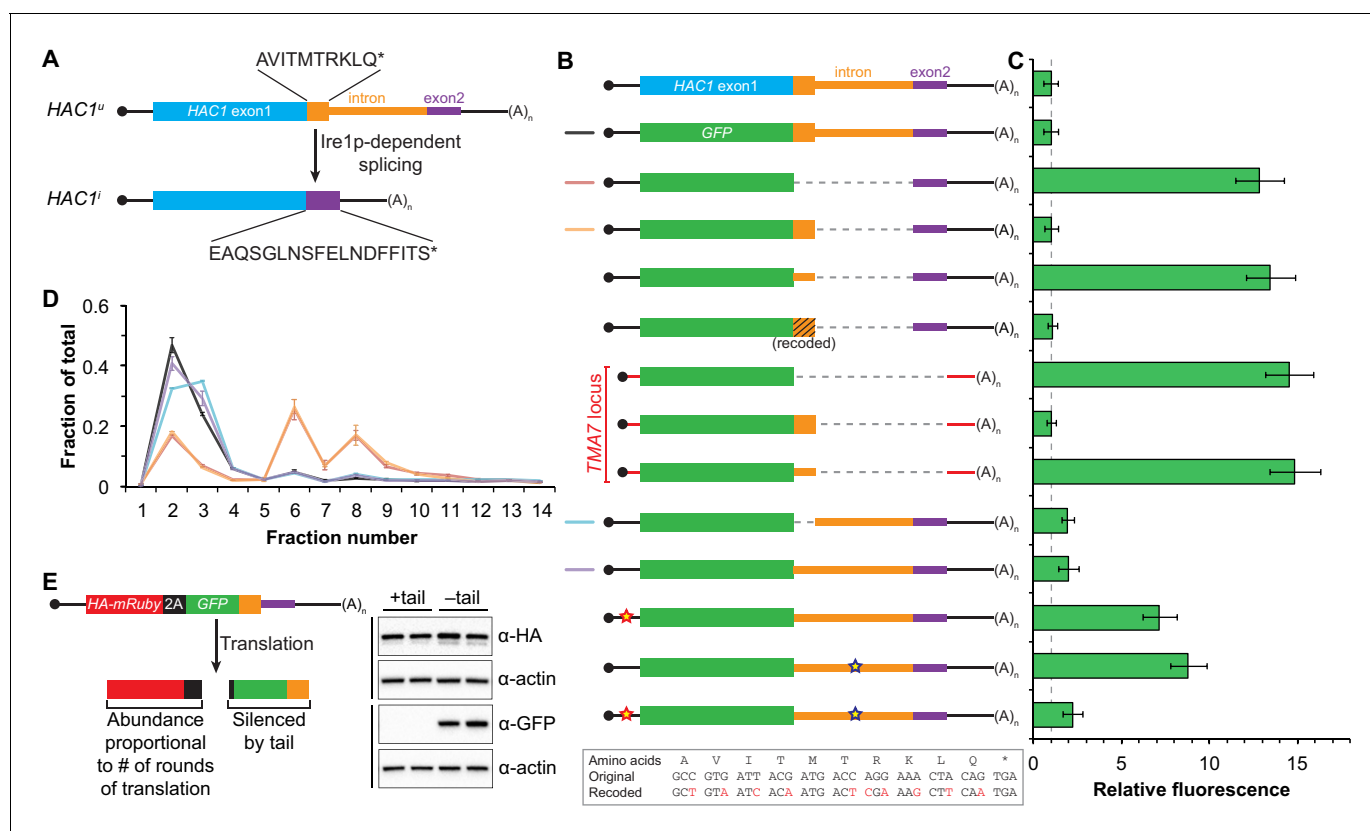 A
AVITMTRKLQ*
HAC1ᵘ
HAC1 exon1
intron
exon2
(A)n
Ire1p-dependent
splicing
HAC1ⁱ
(A)n
EAQSGLNSFELNDFFITS*
B
intron
exon2
HAC1 exon1
(A)n
GFP
(A)n
(A)n
(A)n
(A)n
(recoded)
(A)n
TMA7 locus
(A)n
(A)n
(A)n
(A)n
(A)n
(A)n
(A)n
(A)n
Amino acids A V I T M T R K L Q *
Original GCC GTG ATT ACG ATG ACC AGG AAA CTA CAG TGA
Recoded GCT GTA ATC ACA ATG ACT CGA AAG CTT CAA TGA
C
0 5 10 15
Relative fluorescence
D
Fraction of total
0.6
0.4
0.2
0
1 2 3 4 5 6 7 8 9 10 11 12 13 14
Fraction number
E
HA-mRuby 2A GFP
(A)n
Translation
Abundance
proportional
to # of rounds
of translation
Silenced
by tail
+tail –tail
α-HA
α-actin
α-GFP
α-actin